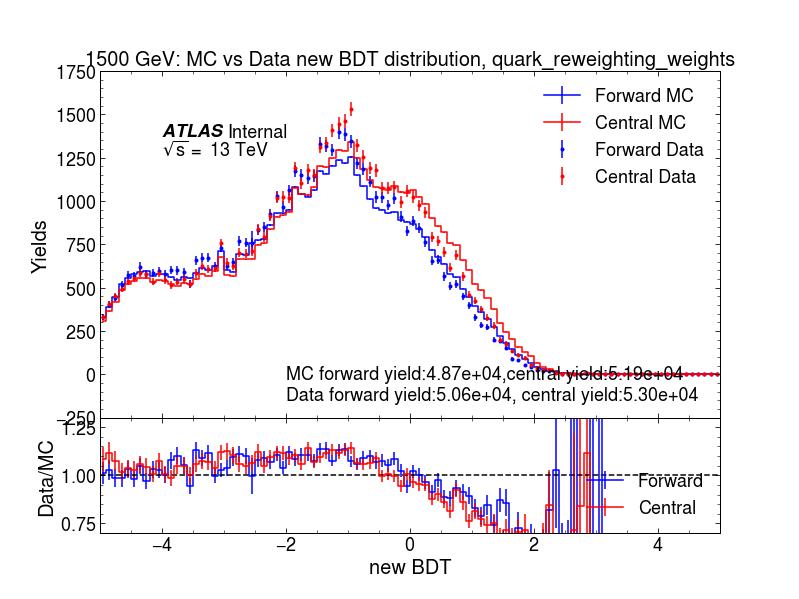 1500 GeV: MC vs Data new BDT distribution, quark_reweighting_weights
1750
1500
1250
1000
750
500
250
0
−250
Yields
ATLAS Internal
√s = 13 TeV
Forward MC
Central MC
Forward Data
Central Data
MC forward yield:4.87e+04,central yield:5.19e+04
Data forward yield:5.06e+04, central yield:5.30e+04
1.25
1.00
0.75
Data/MC
Forward
Central
−4 −2 0 2 4
new BDT